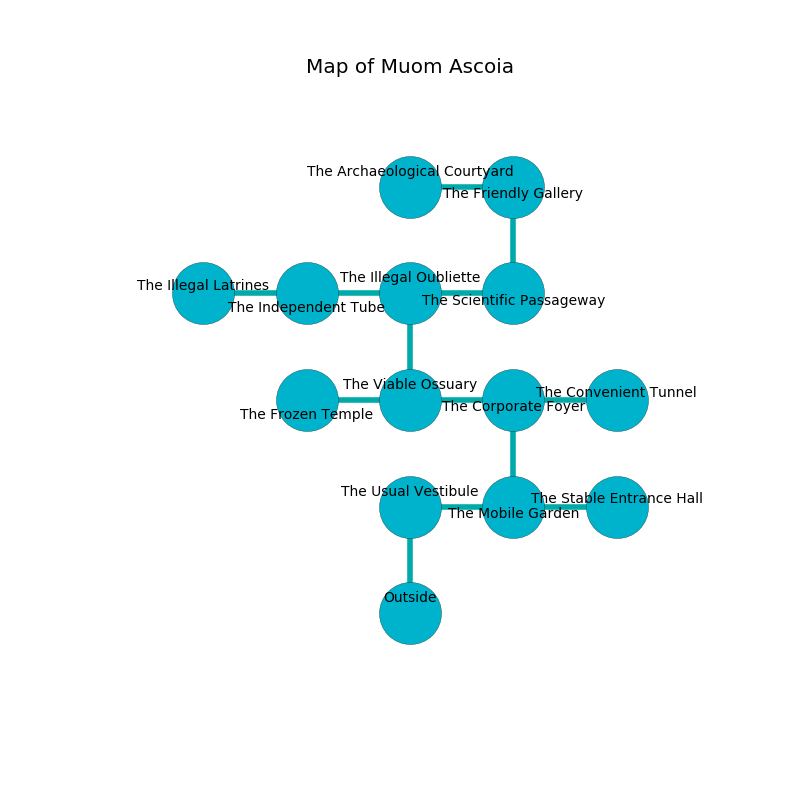 Map of Muom Ascoia
The Archaeological Courtyard
The Friendly Gallery
The Illegal Oubliette
The Illegal Latrines
The Scientific Passageway
The Independent Tube
The Viable Ossuary
The Convenient Tunnel
The Corporate Foyer
The Frozen Temple
The Usual Vestibule
The Stable Entrance Hall
The Mobile Garden
Outside